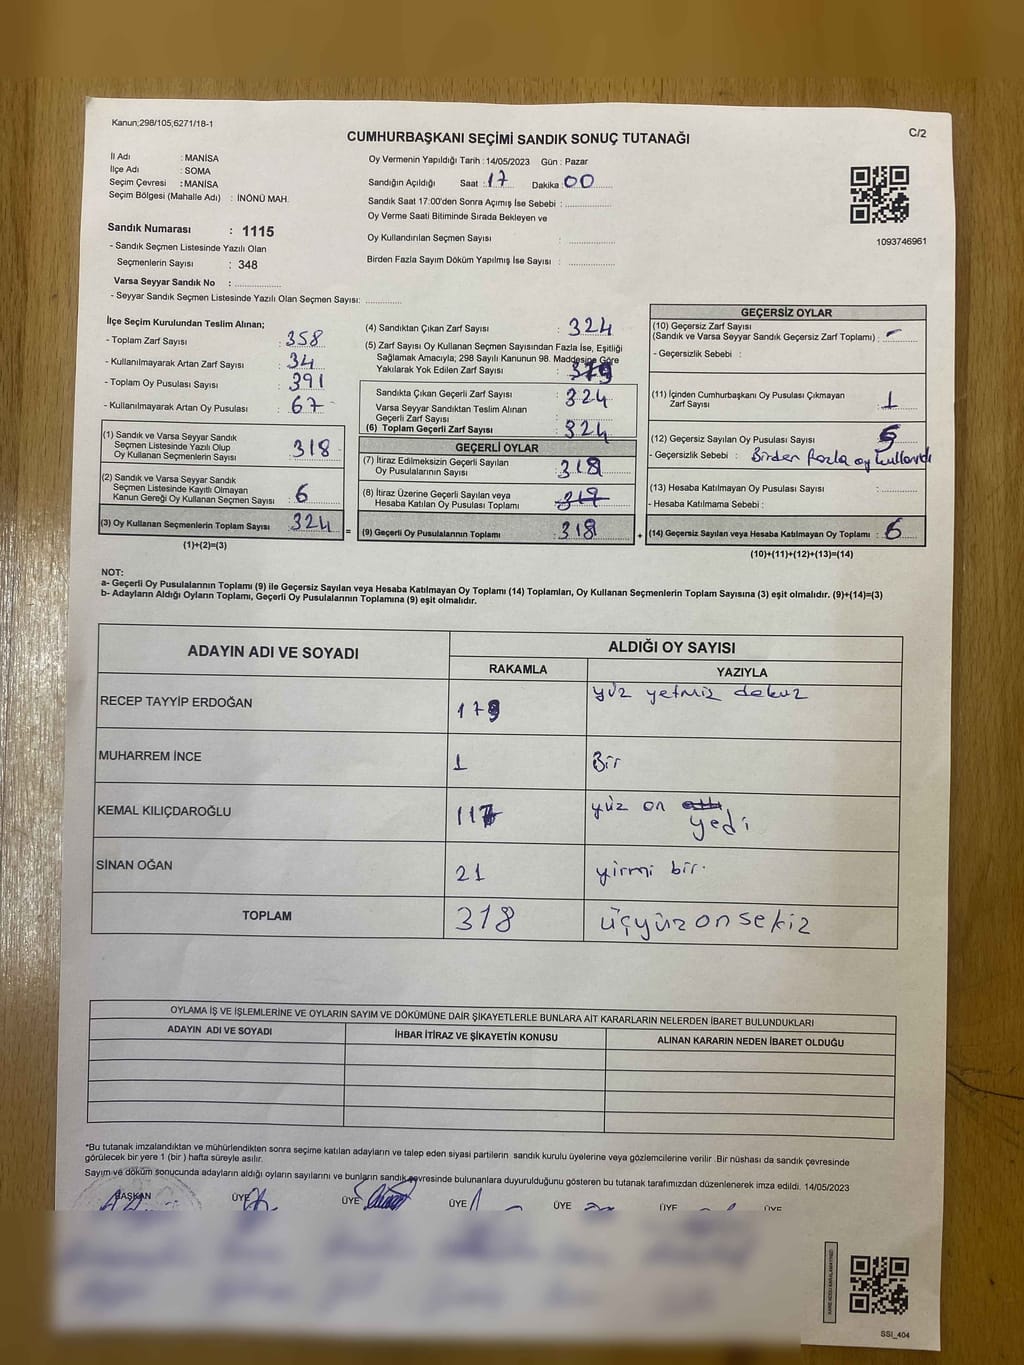 Kanun;298/105,6271/18-1
CUMHURBAŞKANI SEÇİMİ SANDIK SONUÇ TUTANAĞI
C/2
İl Adı : MANİSA
İlçe Adı : SOMA
Seçim Çevresi : MANİSA
Seçim Bölgesi (Mahalle Adı) : İNÖNÜ MAH.
Sandık Numarası : 1115
- Sandık Seçmen Listesinde Yazılı Olan
Seçmenlerin Sayısı : 348
Varsa Seyyar Sandık No :
- Seyyar Sandık Seçmen Listesinde Yazılı Olan Seçmen Sayısı:
Oy Vermenin Yapıldığı Tarih : 14/05/2023 Gün : Pazar
Sandığın Açıldığı Saat : 17 Dakika : 00
Sandık Saat 17:00'den Sonra Açımış İse Sebebi :
Oy Verme Saati Bitiminde Sırada Bekleyen ve
Oy Kullandırılan Seçmen Sayısı :
Birden Fazla Sayım Döküm Yapılmış İse Sayısı :
1093746961
İlçe Seçim Kurulundan Teslim Alınan;
- Toplam Zarf Sayısı : 358
- Kullanılmayarak Artan Zarf Sayısı : 34
- Toplam Oy Pusulası Sayısı : 391
- Kullanılmayarak Artan Oy Pusulası : 67
(1) Sandık ve Varsa Seyyar Sandık
Seçmen Listesinde Yazılı Olup
Oy Kullanan Seçmenlerin Sayısı : 318
(2) Sandık ve Varsa Seyyar Sandık
Seçmen Listesinde Kayıtlı Olmayan
Kanun Gereği Oy Kullanan Seçmen Sayısı : 6
(3) Oy Kullanan Seçmenlerin Toplam Sayısı : 324
(1)+(2)=(3)
(4) Sandıktan Çıkan Zarf Sayısı : 324
(5) Zarf Sayısı Oy Kullanan Seçmen Sayısından Fazla İse, Eşitliği
Sağlamak Amacıyla; 298 Sayılı Kanunun 98. Maddesine Göre
Yakılarak Yok Edilen Zarf Sayısı :
Sandıkta Çıkan Geçerli Zarf Sayısı : 324
Varsa Seyyar Sandıktan Teslim Alınan
Geçerli Zarf Sayısı :
(6) Toplam Geçerli Zarf Sayısı : 324
GEÇERLİ OYLAR
(7) İtiraz Edilmeksizin Geçerli Sayılan
Oy Pusulalarının Sayısı : 318
(8) İtiraz Üzerine Geçerli Sayılan veya
Hesaba Katılan Oy Pusulası Toplamı : 317
(9) Geçerli Oy Pusulalarının Toplamı : 318
GEÇERSİZ OYLAR
(10) Geçersiz Zarf Sayısı
(Sandık ve Varsa Seyyar Sandık Geçersiz Zarf Toplamı) : -
- Geçersizlik Sebebi :
(11) İçinden Cumhurbaşkanı Oy Pusulası Çıkmayan
Zarf Sayısı : 1
(12) Geçersiz Sayılan Oy Pusulası Sayısı : 5
- Geçersizlik Sebebi : Birden fazla oy kullanıldı
(13) Hesaba Katılmayan Oy Pusulası Sayısı :
- Hesaba Katılmama Sebebi :
(14) Geçersiz Sayılan veya Hesaba Katılmayan Oy Toplamı : 6
(10)+(11)+(12)+(13)=(14)
NOT:
a- Geçerli Oy Pusulalarının Toplamı (9) ile Geçersiz Sayılan veya Hesaba Katılmayan Oy Toplamı (14) Toplamları, Oy Kullanan Seçmenlerin Toplam Sayısına (3) eşit olmalıdır. (9)+(14)=(3)
b- Adayların Aldığı Oyların Toplamı, Geçerli Oy Pusulalarının Toplamına (9) eşit olmalıdır.
ADAYIN ADI VE SOYADI
ALDIĞI OY SAYISI
RAKAMLA YAZIYLA
RECEP TAYYİP ERDOĞAN 179 yüz yetmiz dokuz
MUHARREM İNCE 1 Bir
KEMAL KILIÇDAROĞLU 117 yüz on altı yedi
SİNAN OĞAN 21 yirmi bir.
TOPLAM 318 üçyüz on sekiz
OYLAMA İŞ VE İŞLEMLERİNE VE OYLARIN SAYIM VE DÖKÜMÜNE DAİR ŞİKAYETLERLE BUNLARA AİT KARARLARIN NELERDEN İBARET BULUNDUKLARI
ADAYIN ADI VE SOYADI İHBAR İTİRAZ VE ŞİKAYETİN KONUSU ALINAN KARARIN NEDEN İBARET OLDUĞU
*Bu tutanak imzalandıktan ve mühürlendikten sonra seçime katılan adayların ve talep eden siyasi partilerin sandık kurulu üyelerine veya gözlemcilerine verilir .Bir nüshası da sandık çevresinde
görülecek bir yere 1 (bir ) hafta süreyle asılır.
Sayım ve döküm sonucunda adayların aldığı oyların sayılarını ve bunların sandık çevresinde bulunanlara duyurulduğunu gösteren bu tutanak tarafımızdan düzenlenerek imza edildi. 14/05/2023
BAŞKAN ÜYE ÜYE ÜYE ÜYE ÜYE ÜYE
SSI_404